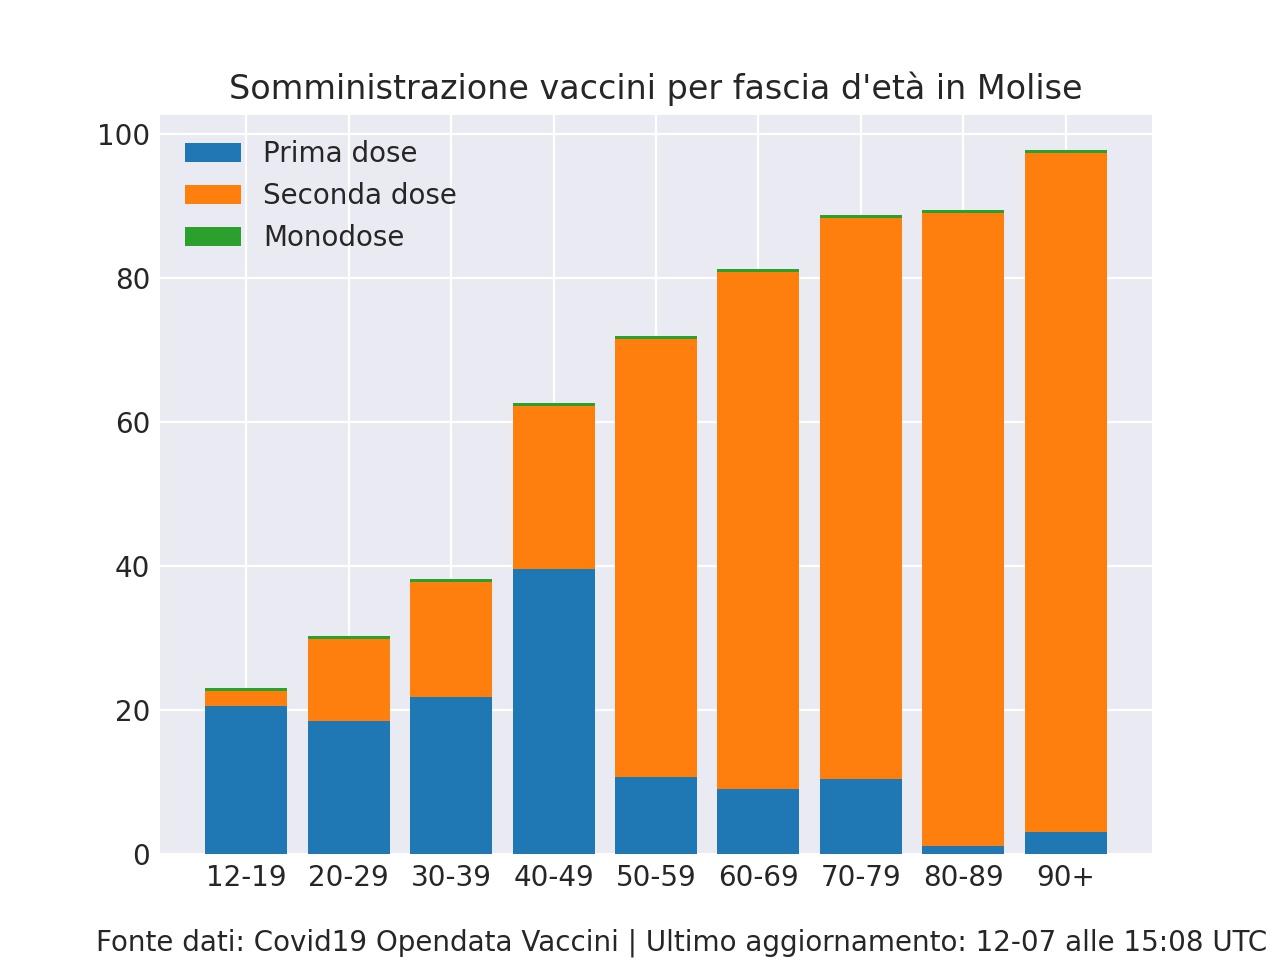 Somministrazione vaccini per fascia d'età in Molise
100
80
60
40
20
0
Prima dose
Seconda dose
Monodose
12-19 20-29 30-39 40-49 50-59 60-69 70-79 80-89 90+
Fonte dati: Covid19 Opendata Vaccini | Ultimo aggiornamento: 12-07 alle 15:08 UTC